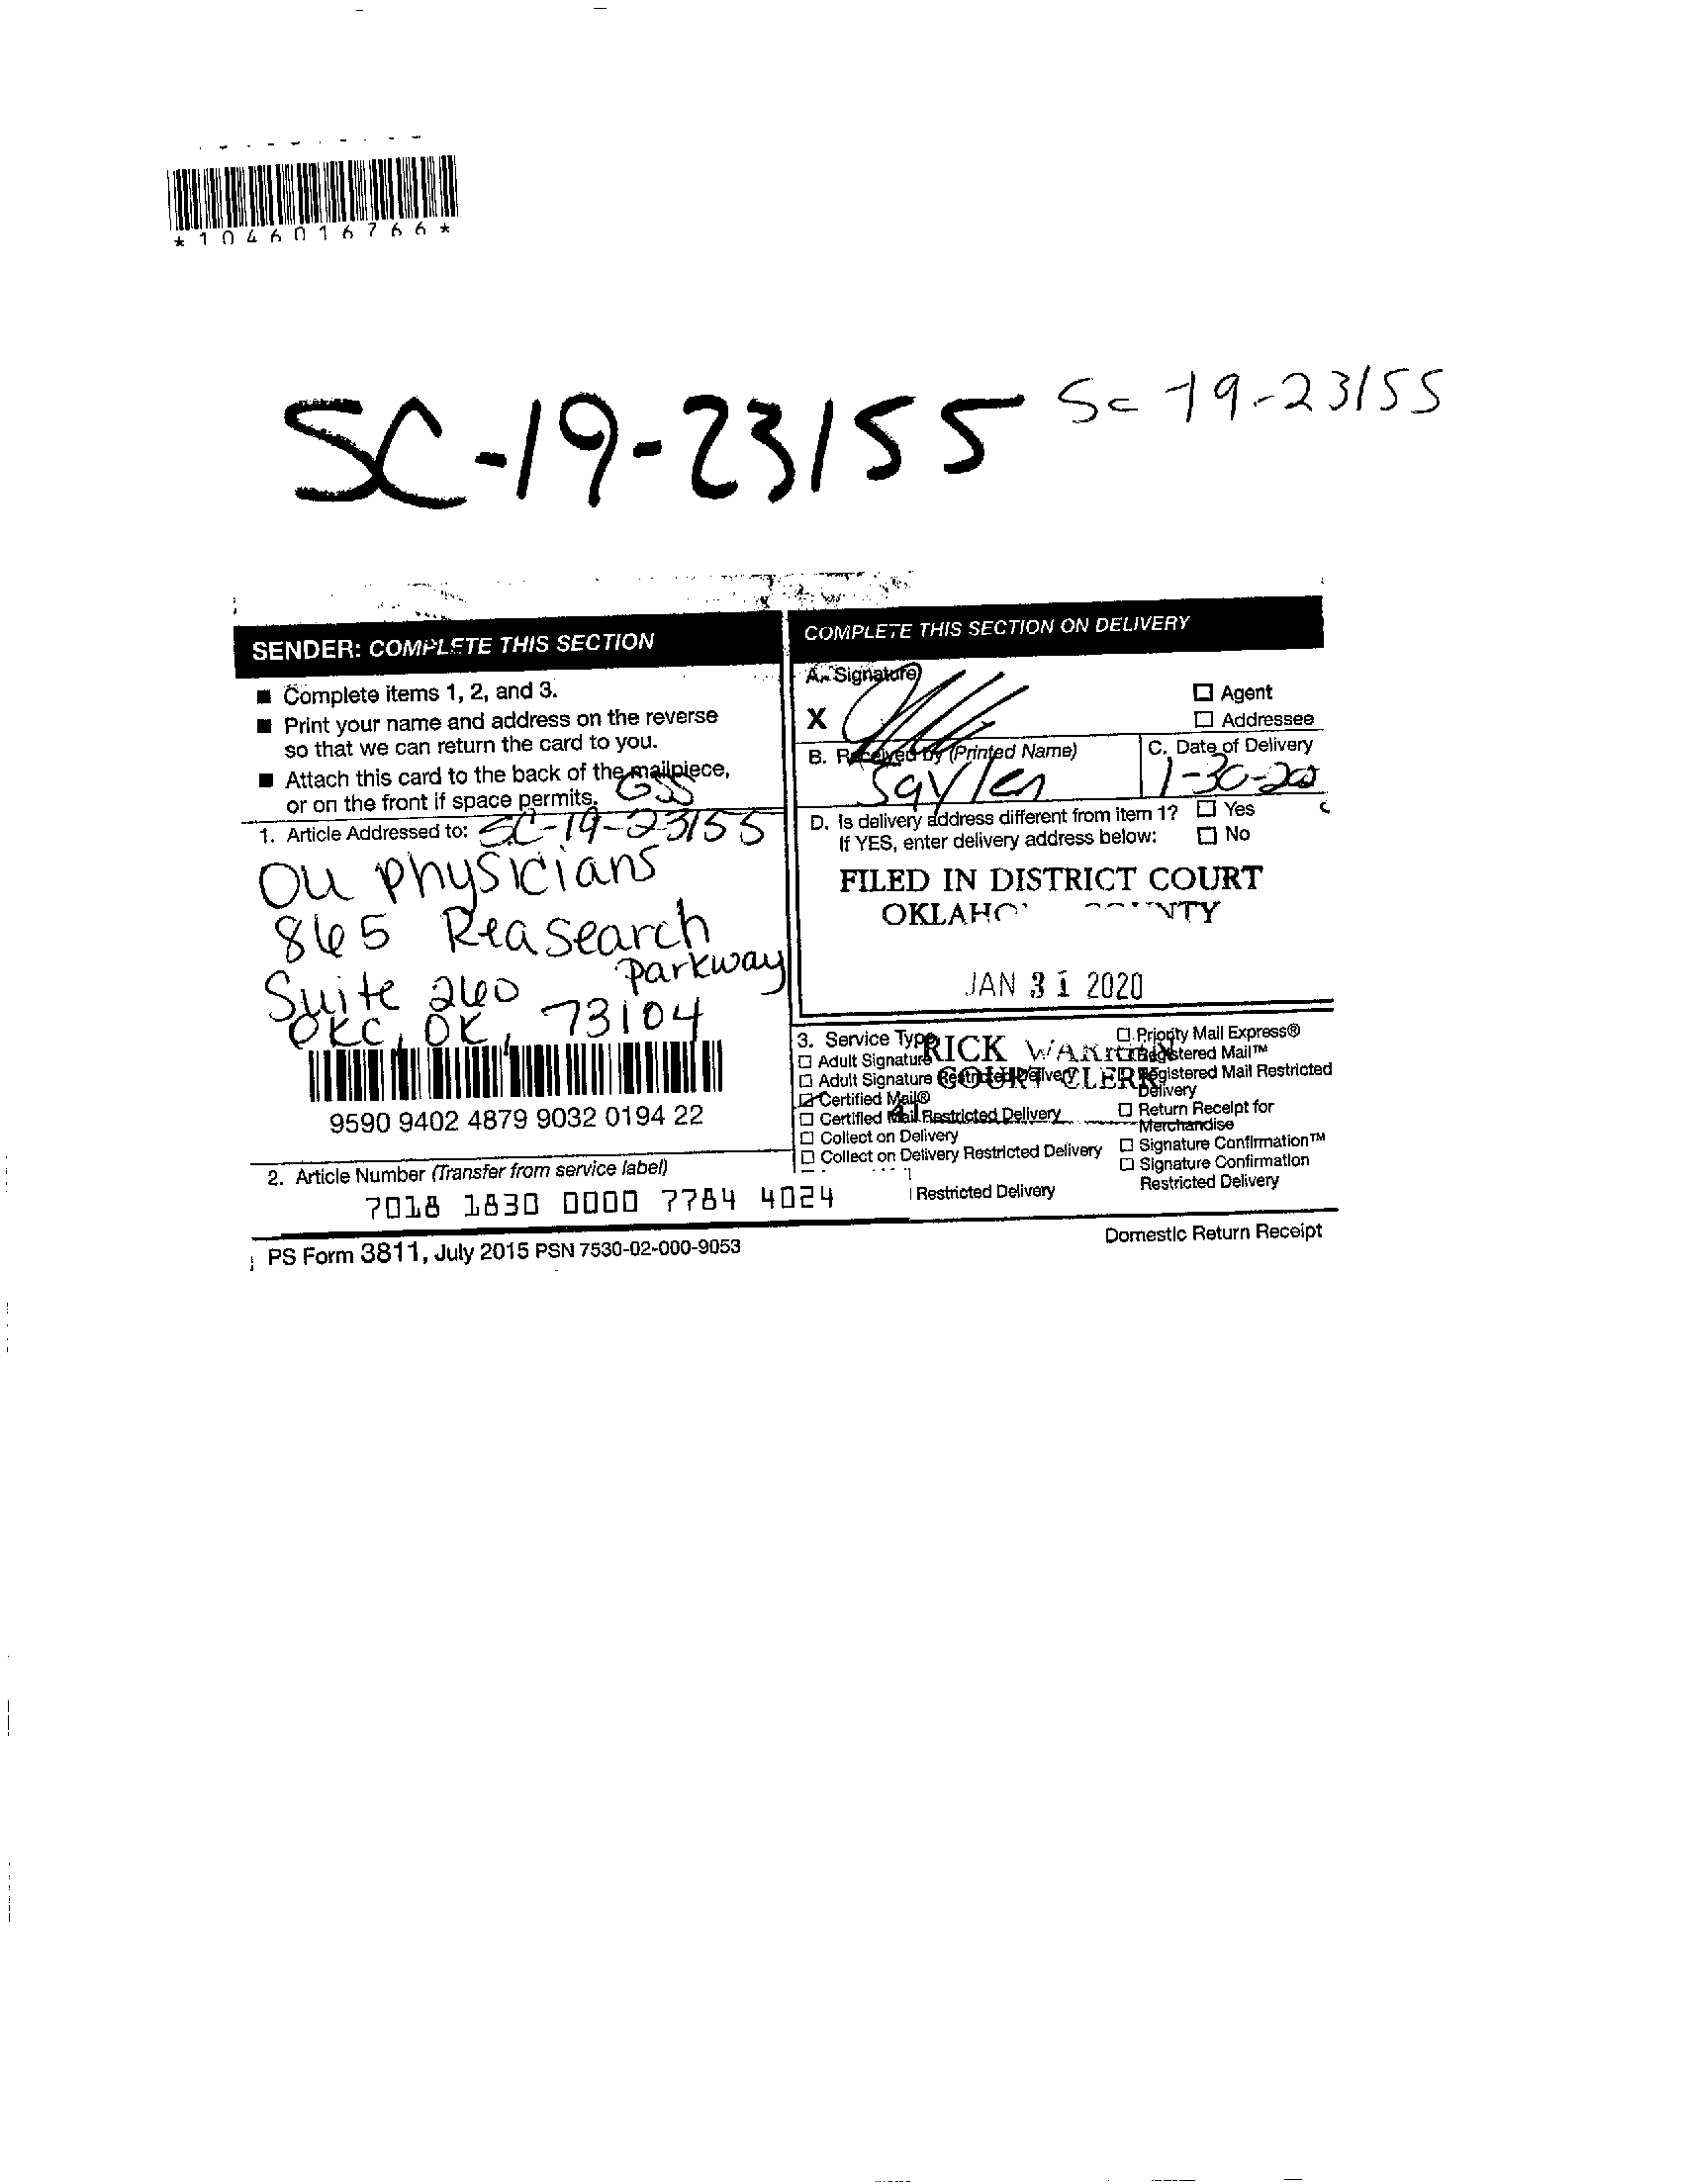 *1046016766*
SC-19-23155 Sc-19-23155
SENDER: COMPLETE THIS SECTION
■ Complete items 1, 2, and 3.
■ Print your name and address on the reverse
so that we can return the card to you.
■ Attach this card to the back of the mailpiece,
or on the front if space permits. GSS
1. Article Addressed to: SC-19-23155
OU physicians
865 Reasearch
Parkway
Suite 260
OKC, OK, 73104
9590 9402 4879 9032 0194 22
2. Article Number (Transfer from service label)
7018 1830 0000 7784 4024
PS Form 3811, July 2015 PSN 7530-02-000-9053
COMPLETE THIS SECTION ON DELIVERY
A. Signature
X
☐ Agent
☐ Addressee
B. Received by (Printed Name)
C. Date of Delivery
1-30-20
D. Is delivery address different from item 1? ☐ Yes
If YES, enter delivery address below: ☐ No
FILED IN DISTRICT COURT
OKLAHO NTY
JAN 31 2020
RICK WARREN
COURT CLERK
41
3. Service Type
☐ Adult Signature
☐ Adult Signature Restricted Delivery
☑ Certified Mail®
☐ Certified Mail Restricted Delivery
☐ Collect on Delivery
☐ Collect on Delivery Restricted Delivery
Restricted Delivery
☐ Priority Mail Express®
☐ Registered Mail™
☐ Registered Mail Restricted
Delivery
☐ Return Receipt for
Merchandise
☐ Signature Confirmation™
☐ Signature Confirmation
Restricted Delivery
Domestic Return Receipt